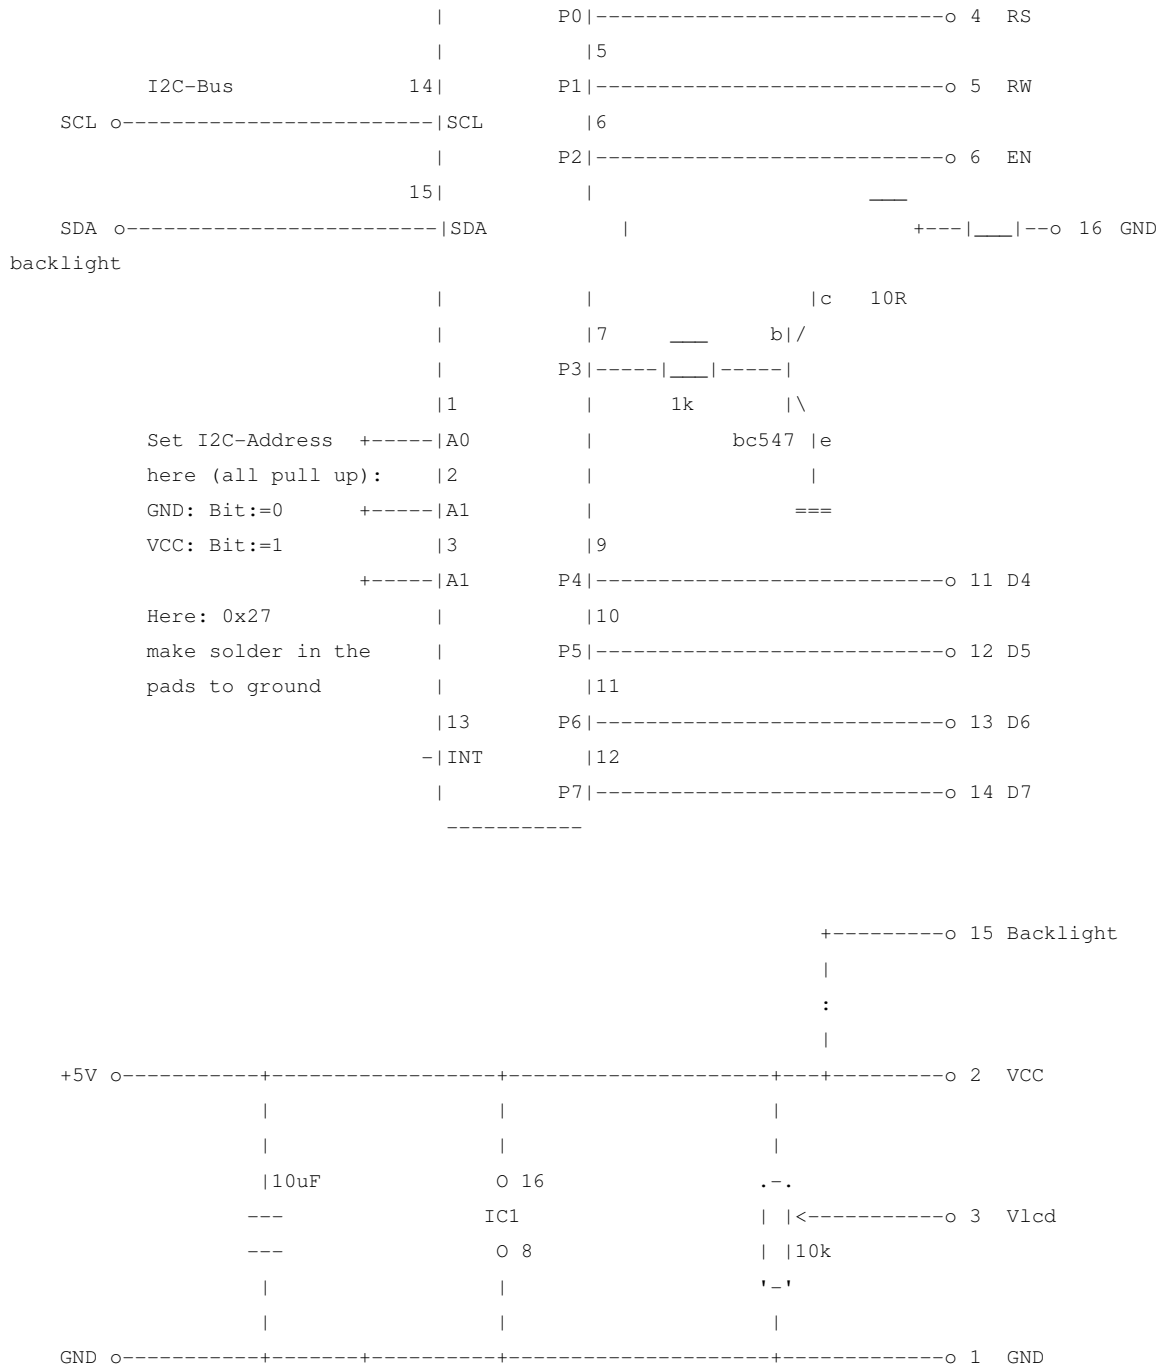 |             P0|----------------------------o 4  RS
|              |5
I2C-Bus              14|             P1|----------------------------o 5  RW
SCL o-------------------------|SCL         |6
|             P2|----------------------------o 6  EN
15|              |                      ___
SDA o-------------------------|SDA            |                       +---|___|--o 16 GND
backlight
|              |                  |c   10R
|              |7     ___     b|/
|             P3|-----|___|-----|
|1             |      1k       |\
Set I2C-Address  +-----|A0            |           bc547 |e
here (all pull up):    |2             |                  |
GND: Bit:=0      +-----|A1            |                 ===
VCC: Bit:=1            |3             |9
+-----|A1          P4|----------------------------o 11 D4
Here: 0x27             |              |10
make solder in the     |             P5|----------------------------o 12 D5
pads to ground         |              |11
|13          P6|----------------------------o 13 D6
-|INT           |12
|             P7|----------------------------o 14 D7
-----------
+---------o 15 Backlight
|
:
|
+5V o-----------+------------------+---------------------+---+---------o 2  VCC
|                  |                     |
|                  |                     |
|10uF              O 16                 .-.
---                IC1                   | |<-----------o 3  Vlcd
---                 O 8                  | |10k
|                  |                    '-'
|                  |                     |
GND o-----------+-------+----------+---------------------+-------------o 1  GND